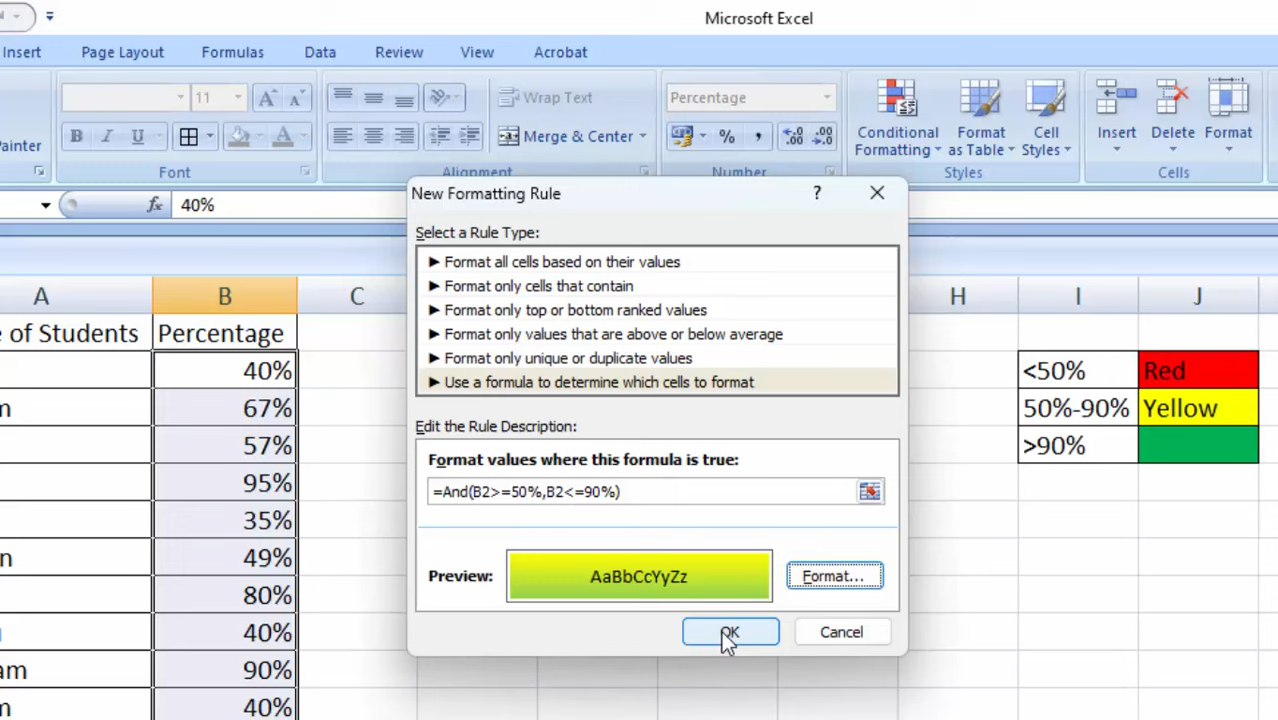 Microsoft Excel
Insert Page Layout Formulas Data Review View Acrobat
11 A A Wrap Text Percentage
Painter B I U A Merge & Center % , Conditional Formatting Format as Table Cell Styles Insert Delete Format
Font Alignment Number Styles Cells
fx 40%
New Formatting Rule ? X
Select a Rule Type:
► Format all cells based on their values
► Format only cells that contain
► Format only top or bottom ranked values
► Format only values that are above or below average
► Format only unique or duplicate values
► Use a formula to determine which cells to format
Edit the Rule Description:
Format values where this formula is true:
=And(B2>=50%,B2<=90%)
Preview: AaBbCcYyZz Format...
OK Cancel
A B C H I J
e of Students Percentage
40%
m 67%
57%
95%
35%
n 49%
80%
40%
am 90%
m 40%
<50% Red
50%-90% Yellow
>90%